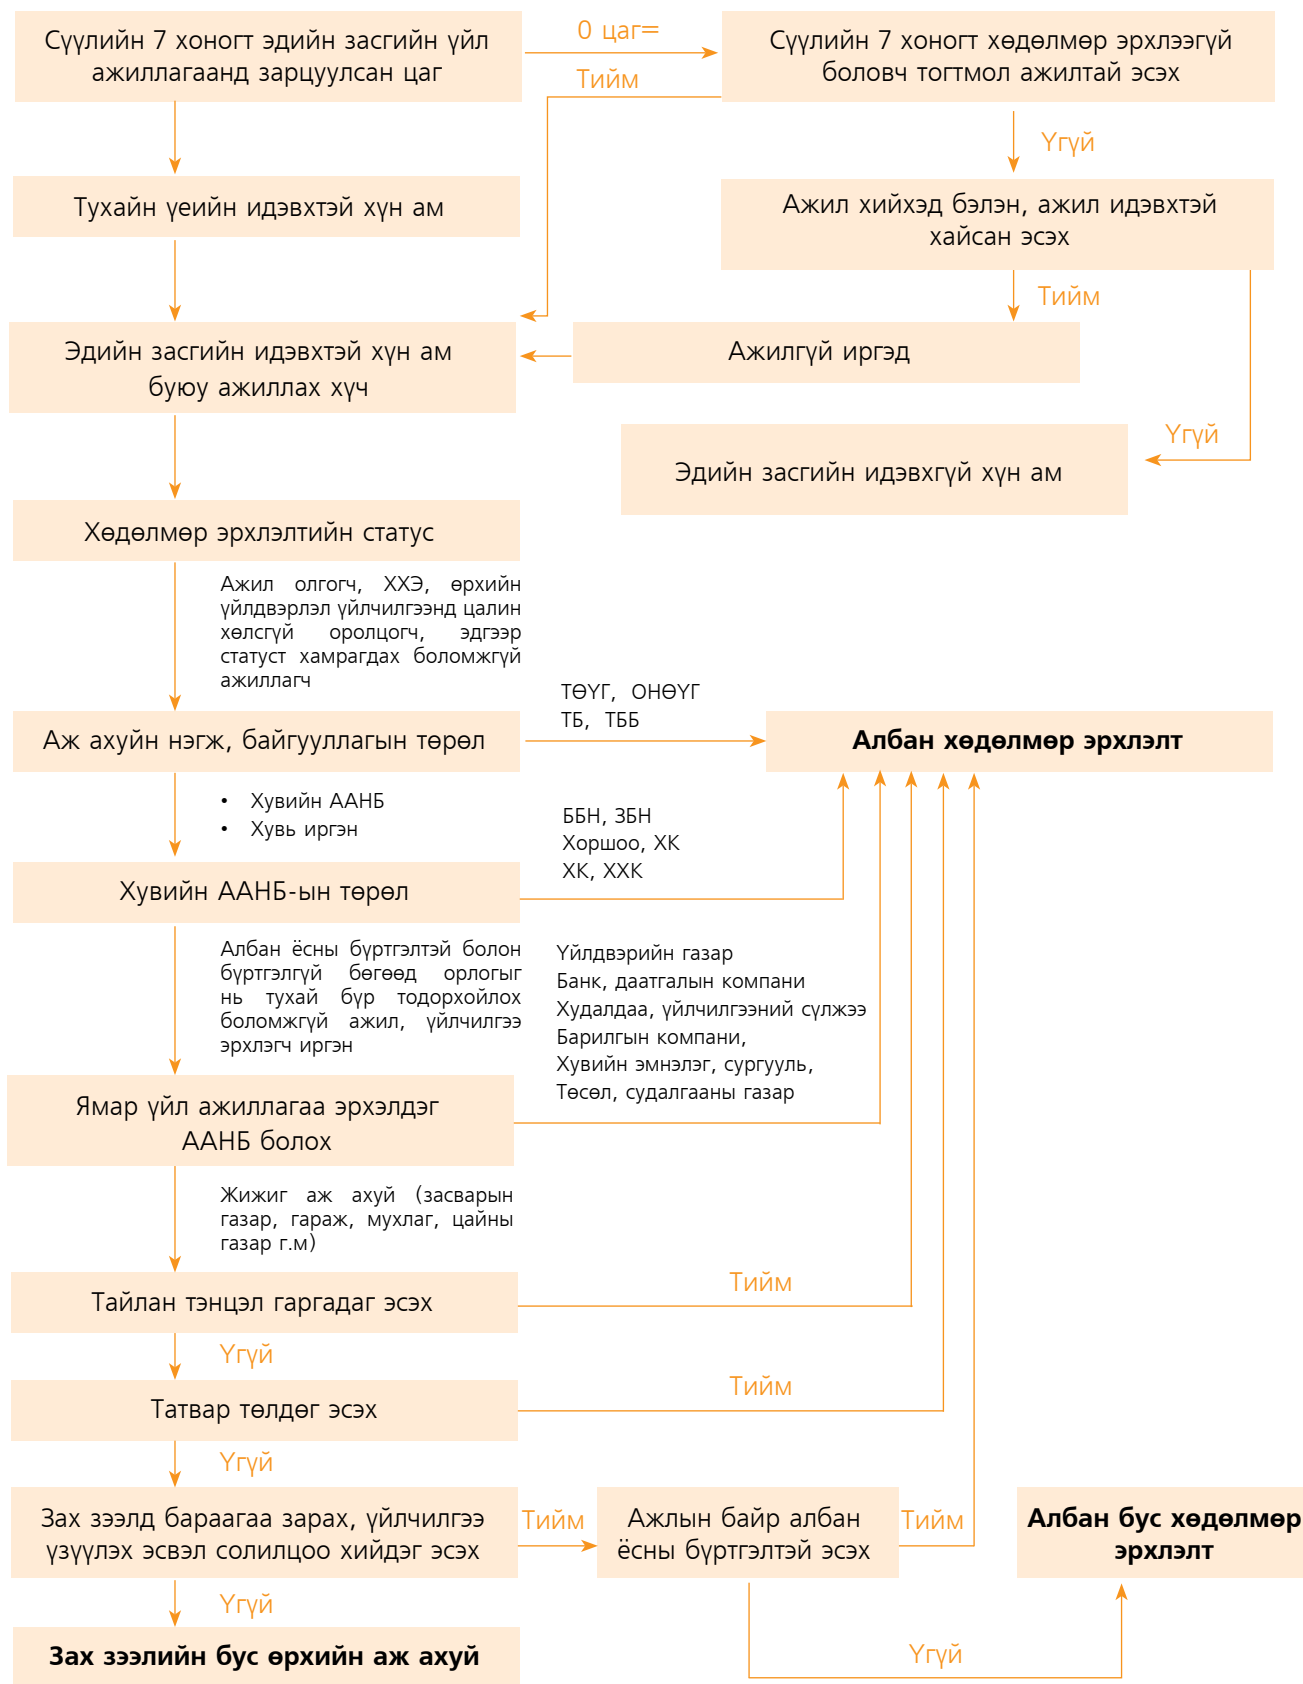 Сүүлийн 7 хоногт эдийн засгийн үйл
ажиллагаанд зарцуулсан цаг
0 цаг=
Сүүлийн 7 хоногт хөдөлмөр эрхлээгүй
боловч тогтмол ажилтай эсэх
Тийм
Үгүй
Тухайн үеийн идэвхтэй хүн ам
Ажил хийхэд бэлэн, ажил идэвхтэй
хайсан эсэх
Тийм
Эдийн засгийн идэвхтэй хүн ам
буюу ажиллах хүч
Ажилгүй иргэд
Үгүй
Эдийн засгийн идэвхгүй хүн ам
Хөдөлмөр эрхлэлтийн статус
Ажил олгогч, ХХЭ, өрхийн
үйлдвэрлэл үйлчилгээнд цалин
хөлсгүй оролцогч, эдгээр
статуст хамрагдах боломжгүй
ажиллагч
ТӨҮГ, ОНӨҮГ
ТБ, ТББ
Аж ахуйн нэгж, байгууллагын төрөл
Албан хөдөлмөр эрхлэлт
• Хувийн ААНБ
• Хувь иргэн
ББН, ЗБН
Хоршоо, ХК
ХК, ХХК
Хувийн ААНБ-ын төрөл
Албан ёсны бүртгэлтэй болон
бүртгэлгүй бөгөөд орлогыг
нь тухай бүр тодорхойлох
боломжгүй ажил, үйлчилгээ
эрхлэгч иргэн
Үйлдвэрийн газар
Банк, даатгалын компани
Худалдаа, үйлчилгээний сүлжээ
Барилгын компани,
Хувийн эмнэлэг, сургууль,
Төсөл, судалгааны газар
Ямар үйл ажиллагаа эрхэлдэг
ААНБ болох
Жижиг аж ахуй (засварын
газар, гараж, мухлаг, цайны
газар г.м)
Тайлан тэнцэл гаргадаг эсэх
Тийм
Үгүй
Татвар төлдөг эсэх
Тийм
Үгүй
Зах зээлд бараагаа зарах, үйлчилгээ
үзүүлэх эсвэл солилцоо хийдэг эсэх
Тийм
Ажлын байр албан
ёсны бүртгэлтэй эсэх
Тийм
Албан бус хөдөлмөр
эрхлэлт
Үгүй
Үгүй
Зах зээлийн бус өрхийн аж ахуй